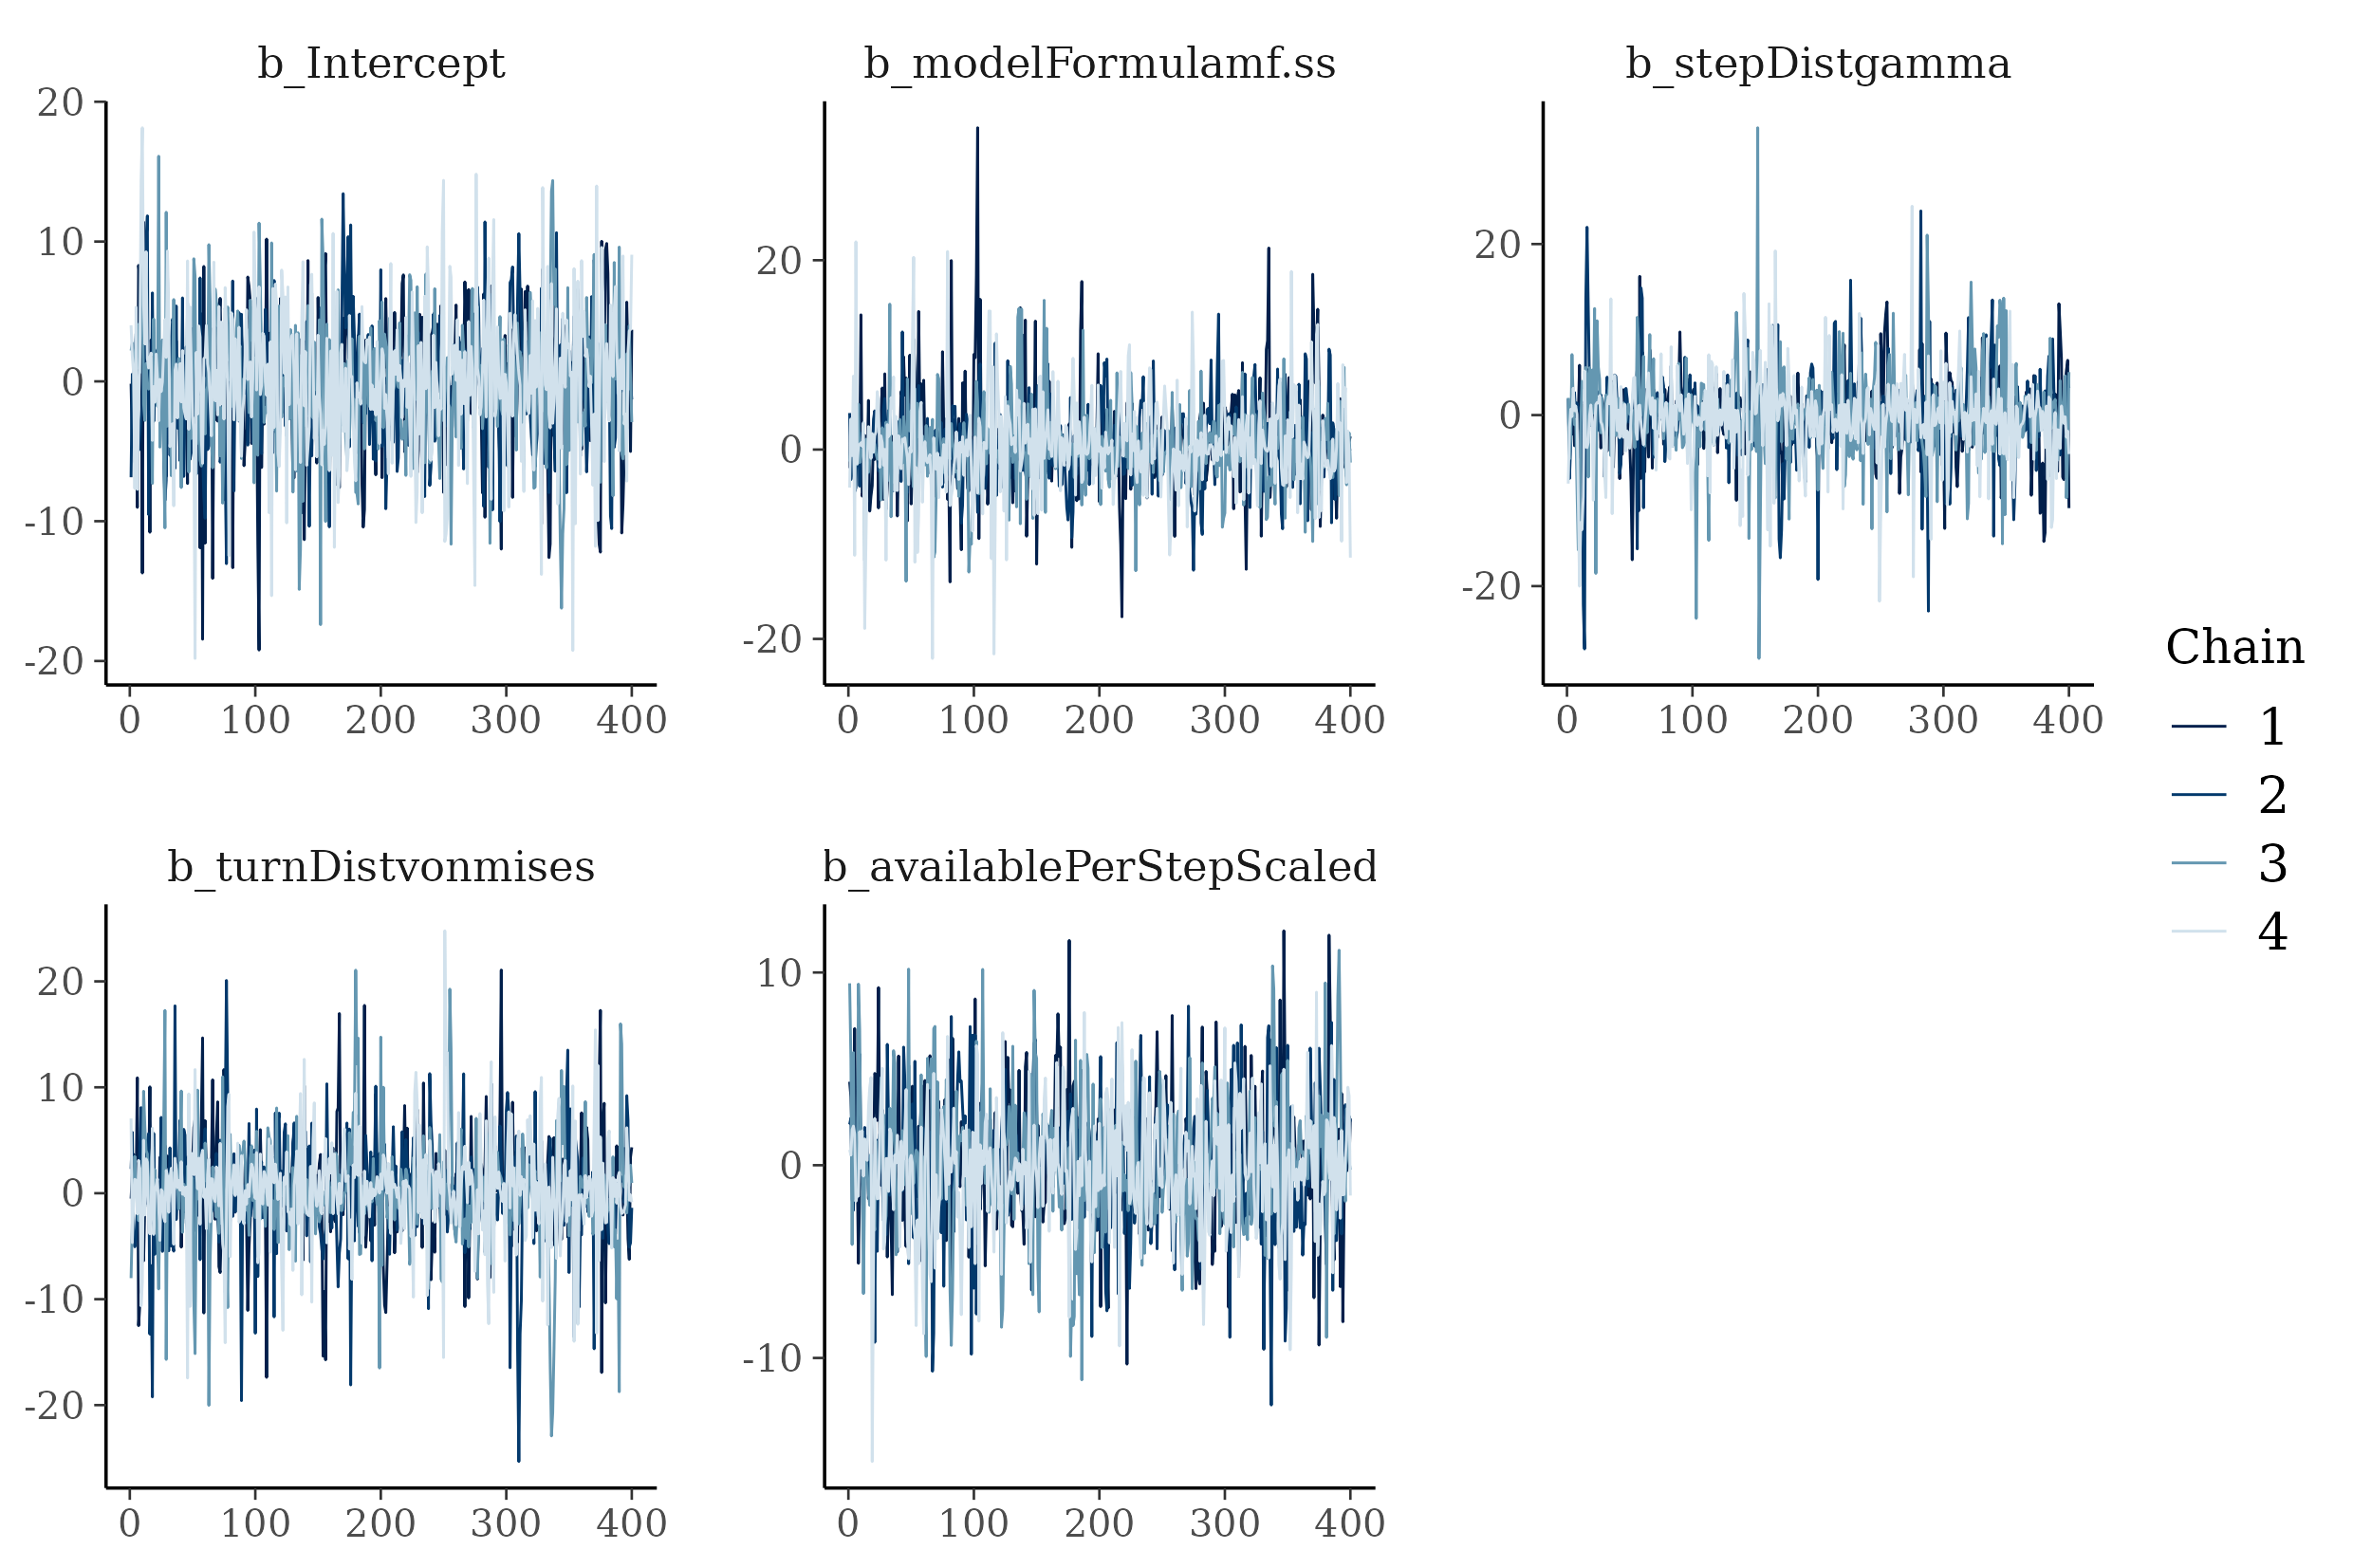 b_Intercept
20
10
0
-10
-20
0 100 200 300 400
b_modelFormulamf.ss
20
0
-20
0 100 200 300 400
b_stepDistgamma
20
0
-20
0 100 200 300 400
b_turnDistvonmises
20
10
0
-10
-20
0 100 200 300 400
b_availablePerStepScaled
10
0
-10
0 100 200 300 400
Chain
1
2
3
4